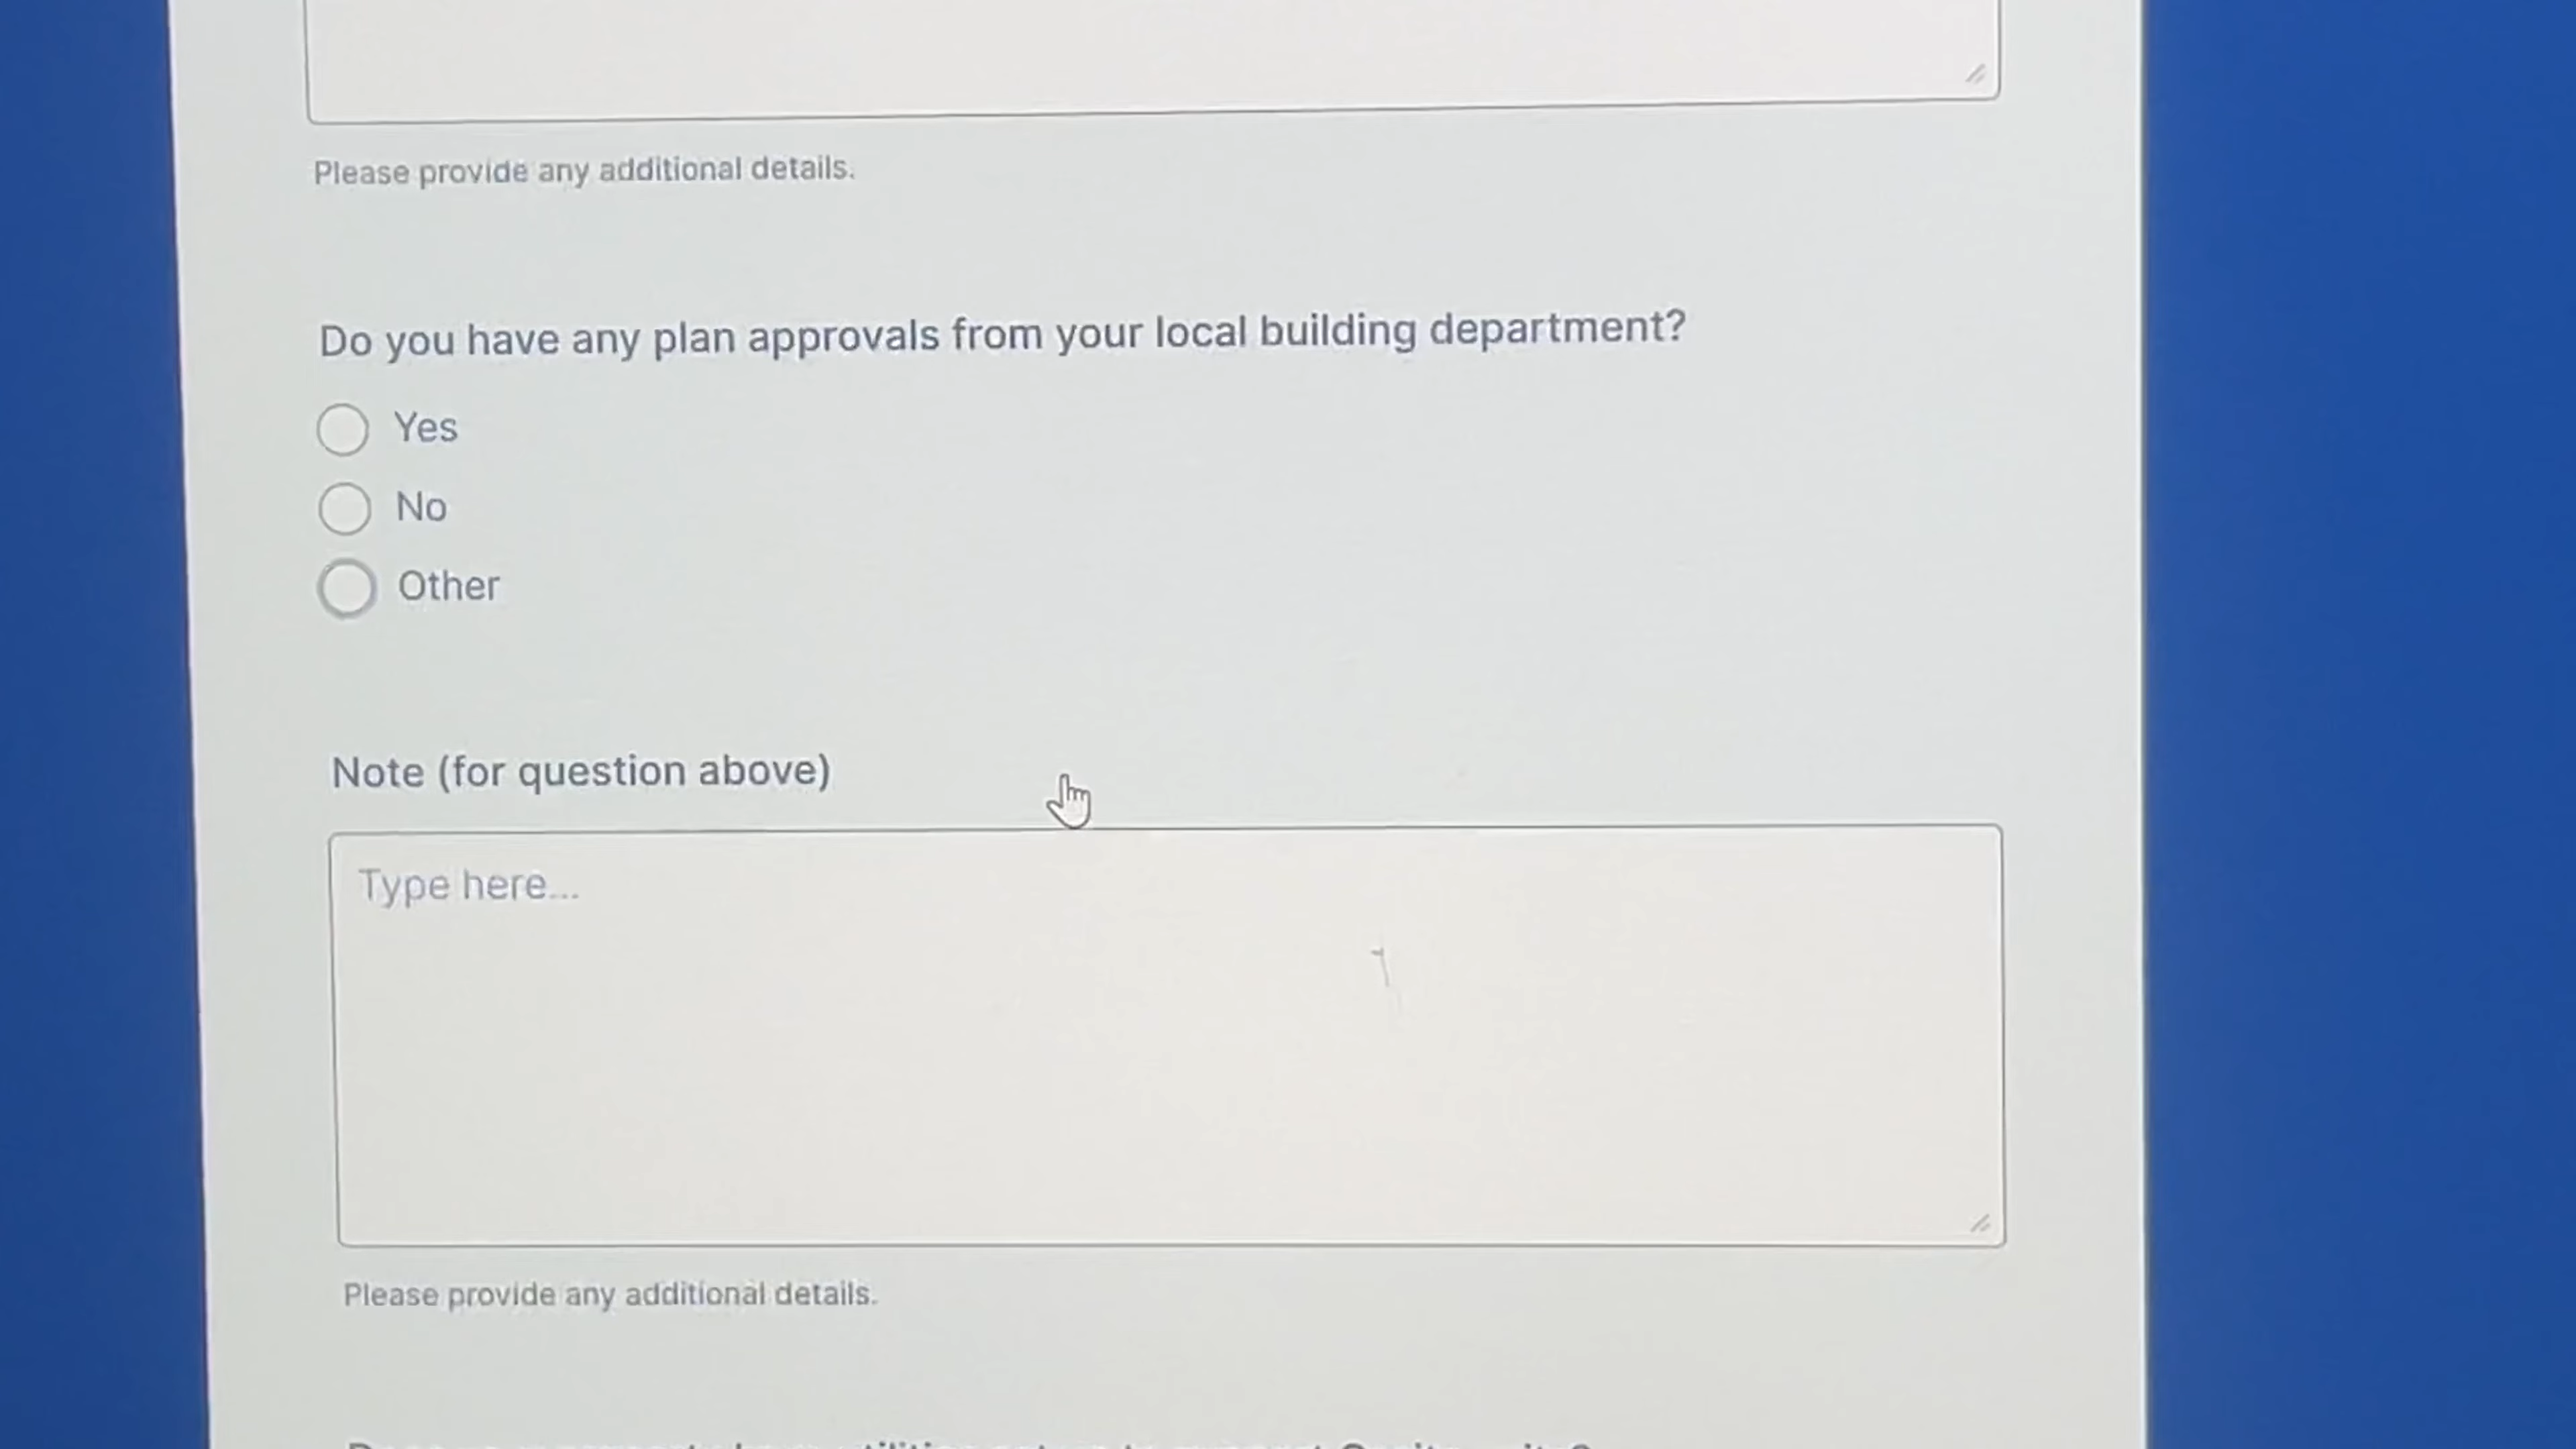 Please provide any additional details.
Do you have any plan approvals from your local building department?
Yes
No
Other
Note (for question above)
Type here...
Please provide any additional details.